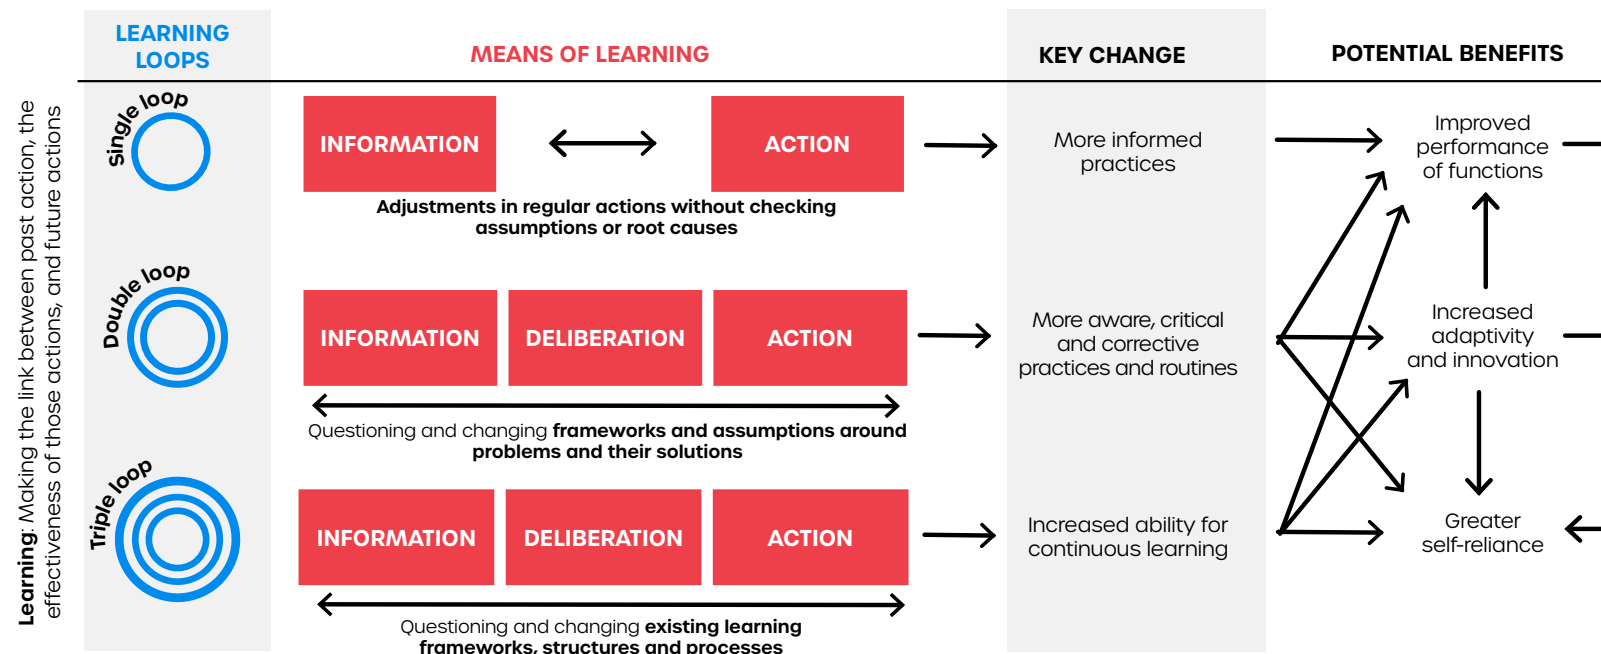 LEARNING
LOOPS
MEANS OF LEARNING
KEY CHANGE
POTENTIAL BENEFITS
Learning: Making the link between past action, the
effectiveness of those actions, and future actions
Single loop
INFORMATION
ACTION
Adjustments in regular actions without checking
assumptions or root causes
More informed
practices
Improved
performance
of functions
Double loop
INFORMATION
DELIBERATION
ACTION
Questioning and changing frameworks and assumptions around
problems and their solutions
More aware, critical
and corrective
practices and routines
Increased
adaptivity
and innovation
Triple loop
INFORMATION
DELIBERATION
ACTION
Questioning and changing existing learning
frameworks, structures and processes
Increased ability for
continuous learning
Greater
self-reliance